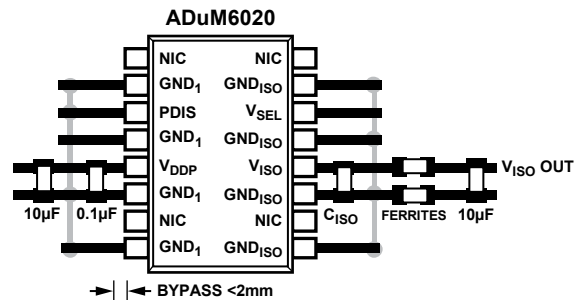 ADuM6020
NIC NIC
GND1 GNDISO
PDIS VSEL
GND1 GNDISO
VDDP VISO VISO OUT
GND1 GNDISO
10µF 0.1µF NIC NIC CISO FERRITES 10µF
GND1 GNDISO
BYPASS <2mm